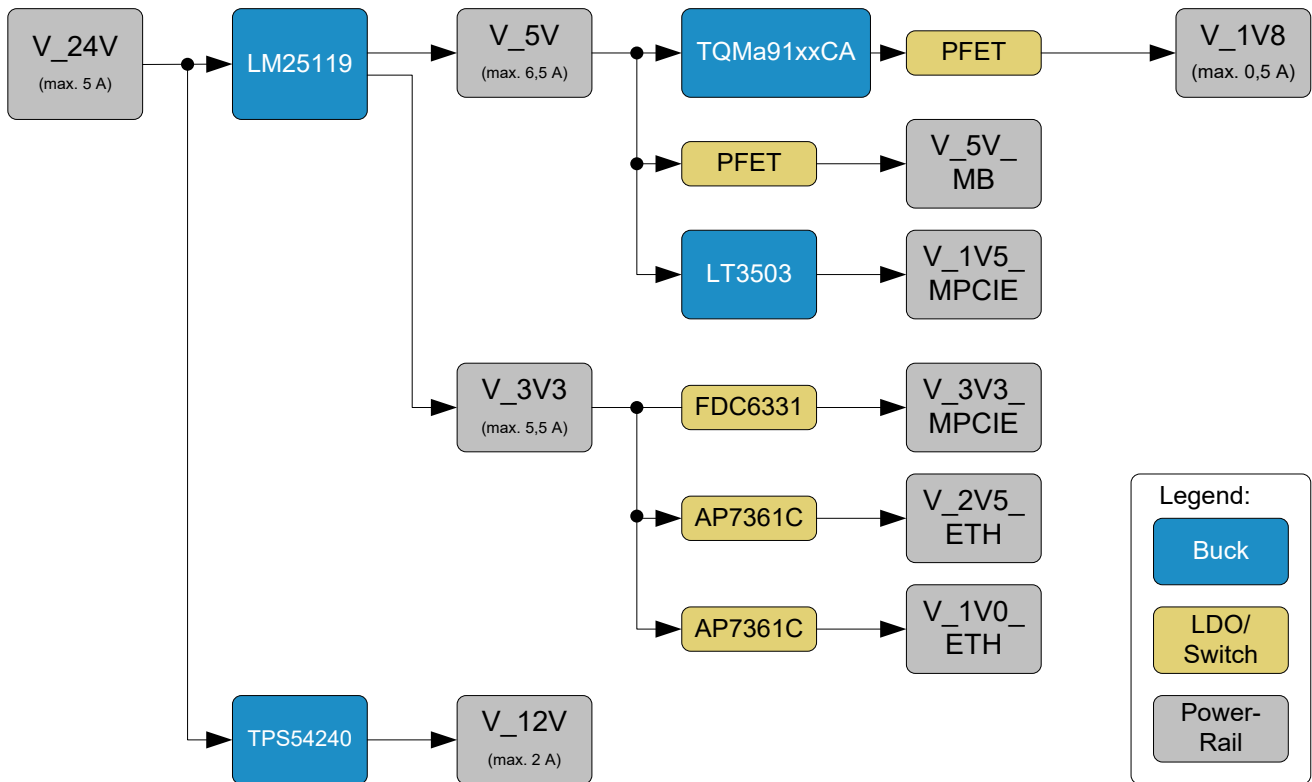 V_24V
(max. 5 A)
LM25119
V_5V
(max. 6,5 A)
TQMa91xxCA
PFET
V_1V8
(max. 0,5 A)
PFET
V_5V_
MB
LT3503
V_1V5_
MPCIE
V_3V3
(max. 5,5 A)
FDC6331
V_3V3_
MPCIE
AP7361C
V_2V5_
ETH
AP7361C
V_1V0_
ETH
TPS54240
V_12V
(max. 2 A)
Legend:
Buck
LDO/
Switch
Power-
Rail